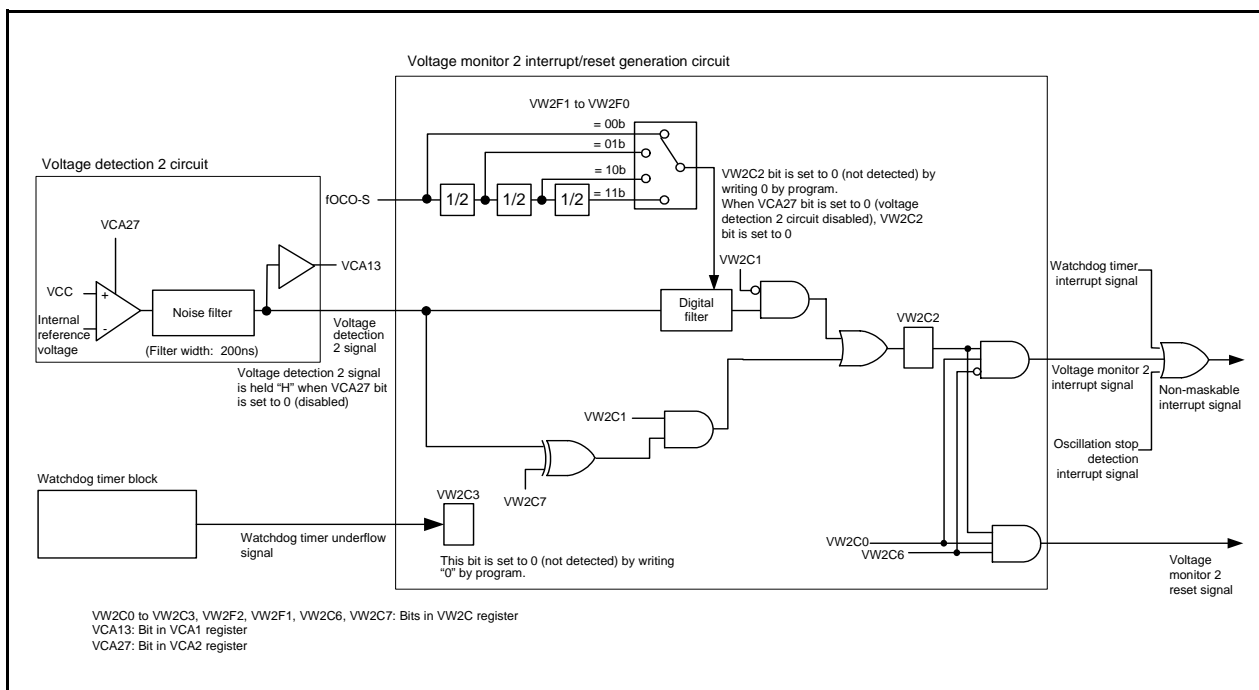 Voltage monitor 2 interrupt/reset generation circuit
VW2F1 to VW2F0
= 00b
= 01b
= 10b
= 11b
fOCO-S
1/2
1/2
1/2
VW2C2 bit is set to 0 (not detected) by
writing 0 by program.
When VCA27 bit is set to 0 (voltage
detection 2 circuit disabled), VW2C2
bit is set to 0
Voltage detection 2 circuit
VCA27
VCA13
VCC
+
-
Internal
reference
voltage
Noise filter
(Filter width: 200ns)
Voltage
detection
2 signal
Voltage detection 2 signal
is held “H” when VCA27 bit
is set to 0 (disabled)
Digital
filter
VW2C1
VW2C2
Watchdog timer
interrupt signal
Voltage monitor 2
interrupt signal
Non-maskable
interrupt signal
Oscillation stop
detection
interrupt signal
VW2C1
VW2C7
Watchdog timer block
Watchdog timer underflow
signal
VW2C3
This bit is set to 0 (not detected) by writing
“0” by program.
VW2C0
VW2C6
Voltage
monitor 2
reset signal
VW2C0 to VW2C3, VW2F2, VW2F1, VW2C6, VW2C7: Bits in VW2C register
VCA13: Bit in VCA1 register
VCA27: Bit in VCA2 register